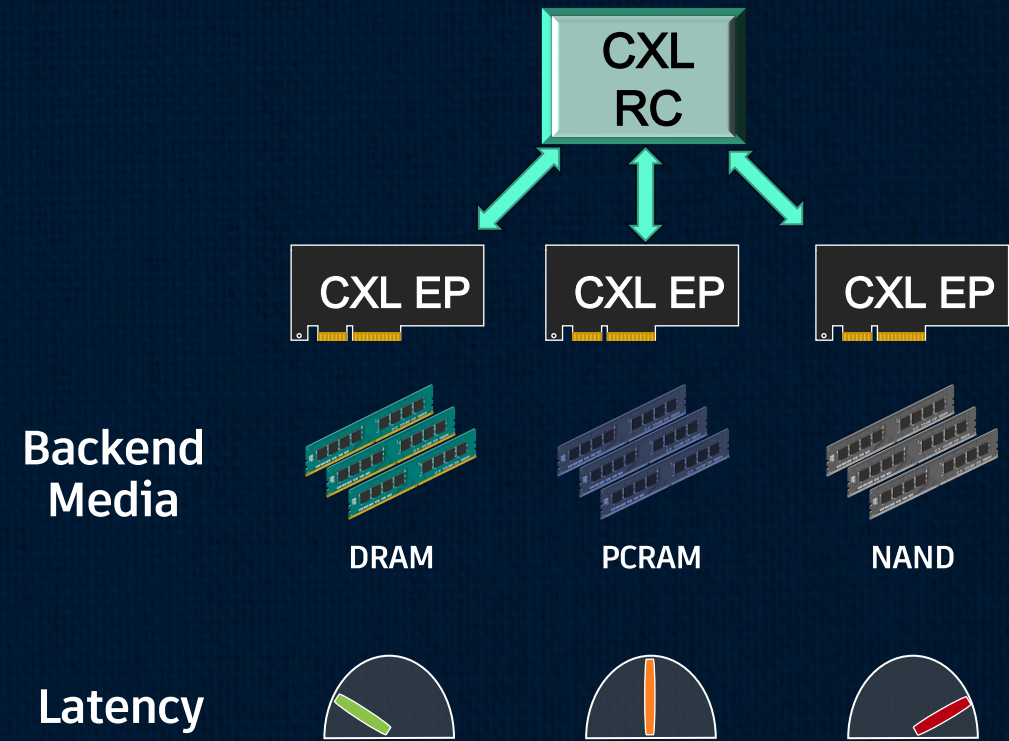 CXL
RC
CXL EP
CXL EP
CXL EP
Backend
Media
DRAM
PCRAM
NAND
Latency